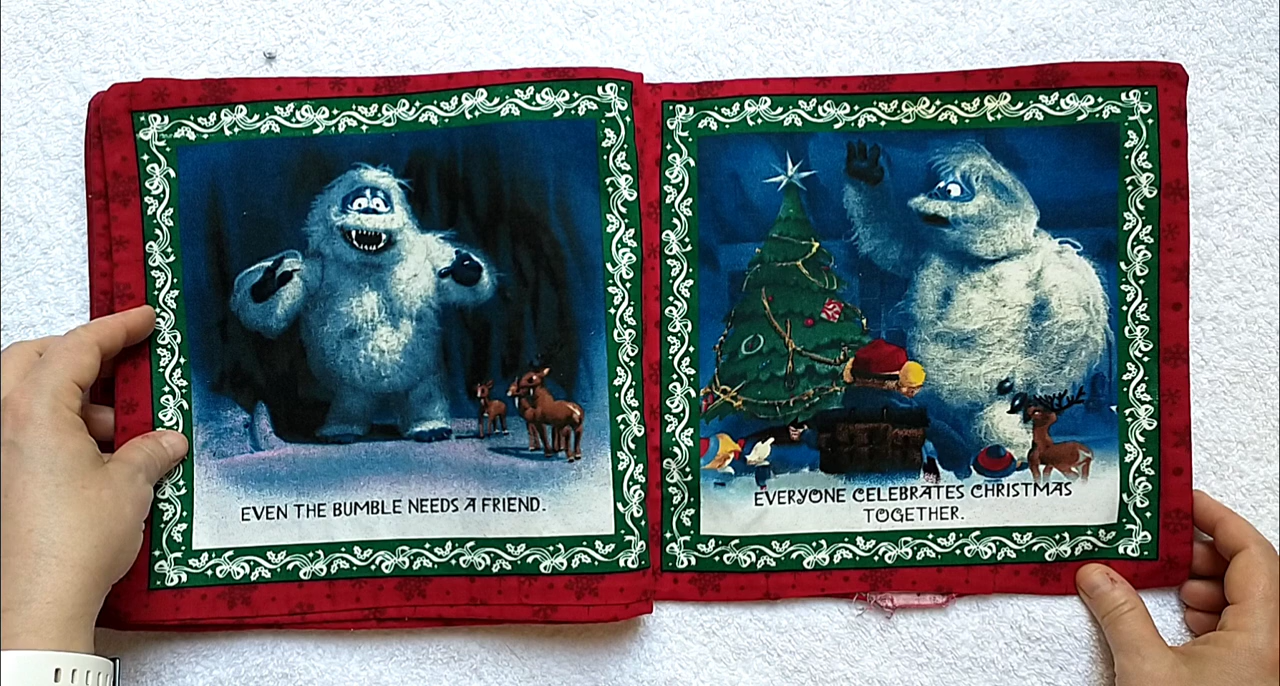 EVEN THE BUMBLE NEEDS A FRIEND.
EVERYONE CELEBRATES CHRISTMAS
TOGETHER.